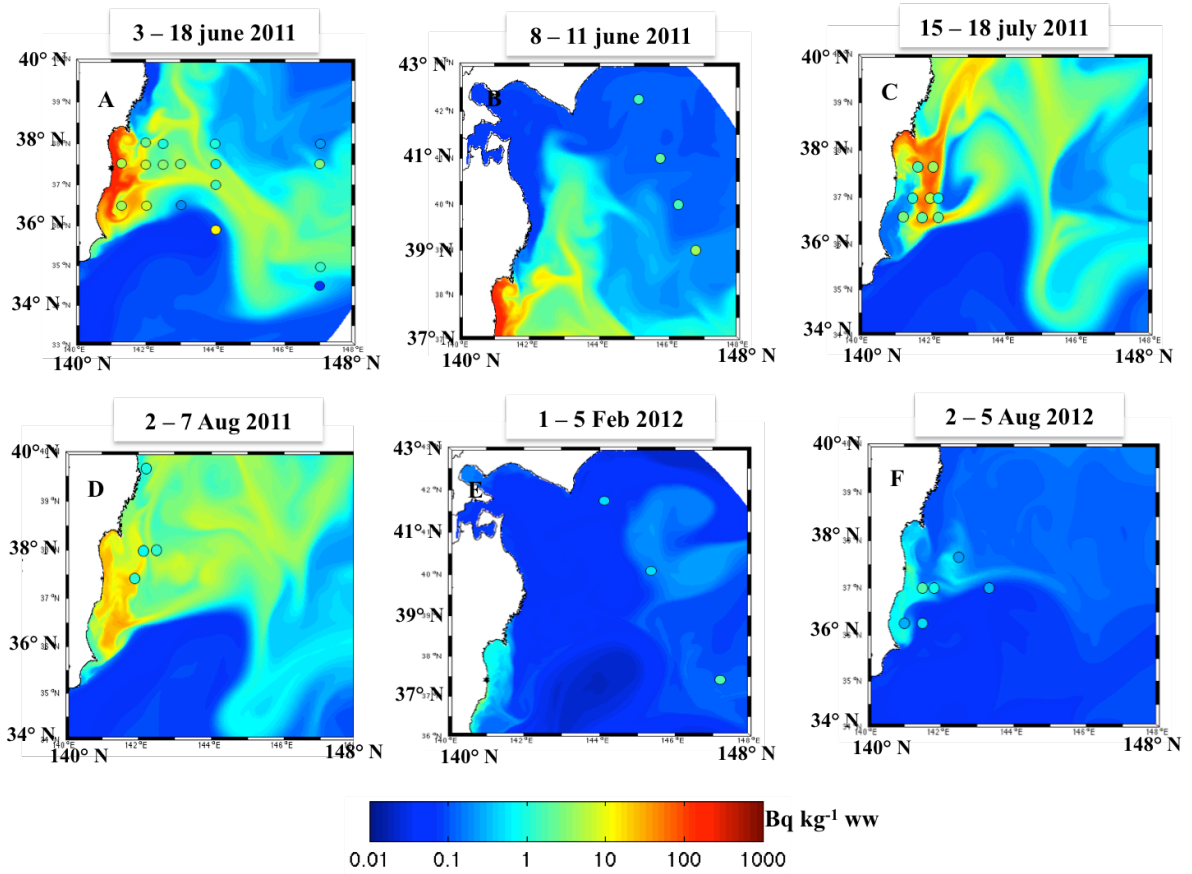 3 – 18 june 2011
8 – 11 june 2011
15 – 18 july 2011
40° N
A
38° N
36° N
34° N
140° N
148° N
43° N
B
41° N
39° N
37° N
140° N
148° N
40° N
C
38° N
36° N
34° N
140° N
148° N
2 – 7 Aug 2011
1 – 5 Feb 2012
2 – 5 Aug 2012
40° N
D
38° N
36° N
34° N
140° N
148° N
43° N
E
41° N
39° N
37° N
140° N
148° N
40° N
F
38° N
36° N
34° N
140° N
148° N
Bq kg-1 ww
0.01 0.1 1 10 100 1000